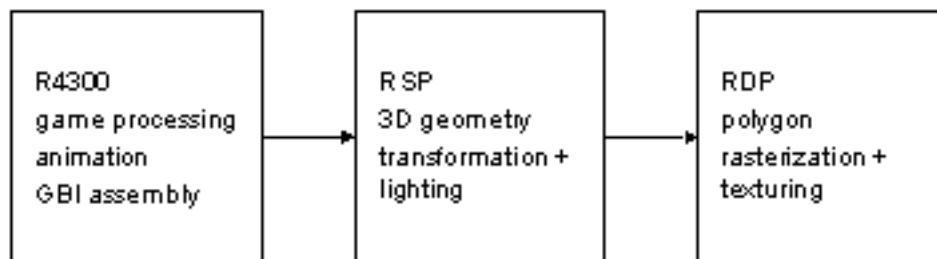 R4300
game processing
animation
GBI assembly
RSP
3D geometry
transformation +
lighting
RDP
polygon
rasterization +
texturing